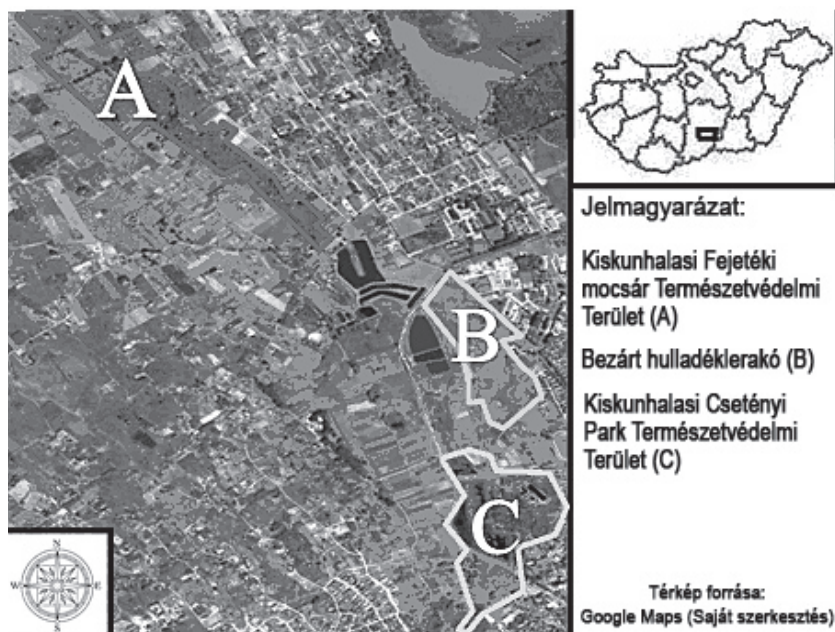 A
B
C
N
W
E
S
Jelmagyarázat:
Kiskunhalasi Fejetéki
mocsár Természetvédelmi
Terület (A)
Bezárt hulladéklerakó (B)
Kiskunhalasi Csetényi
Park Természetvédelmi
Terület (C)
Térkép forrása:
Google Maps (Saját szerkesztés)